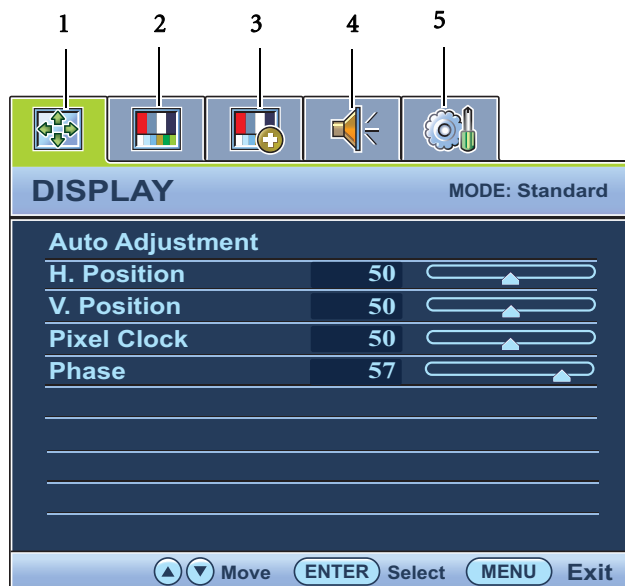 1 2 3 4 5
DISPLAY MODE: Standard
Auto Adjustment
H. Position 50
V. Position 50
Pixel Clock 50
Phase 57
Move ENTER Select MENU Exit